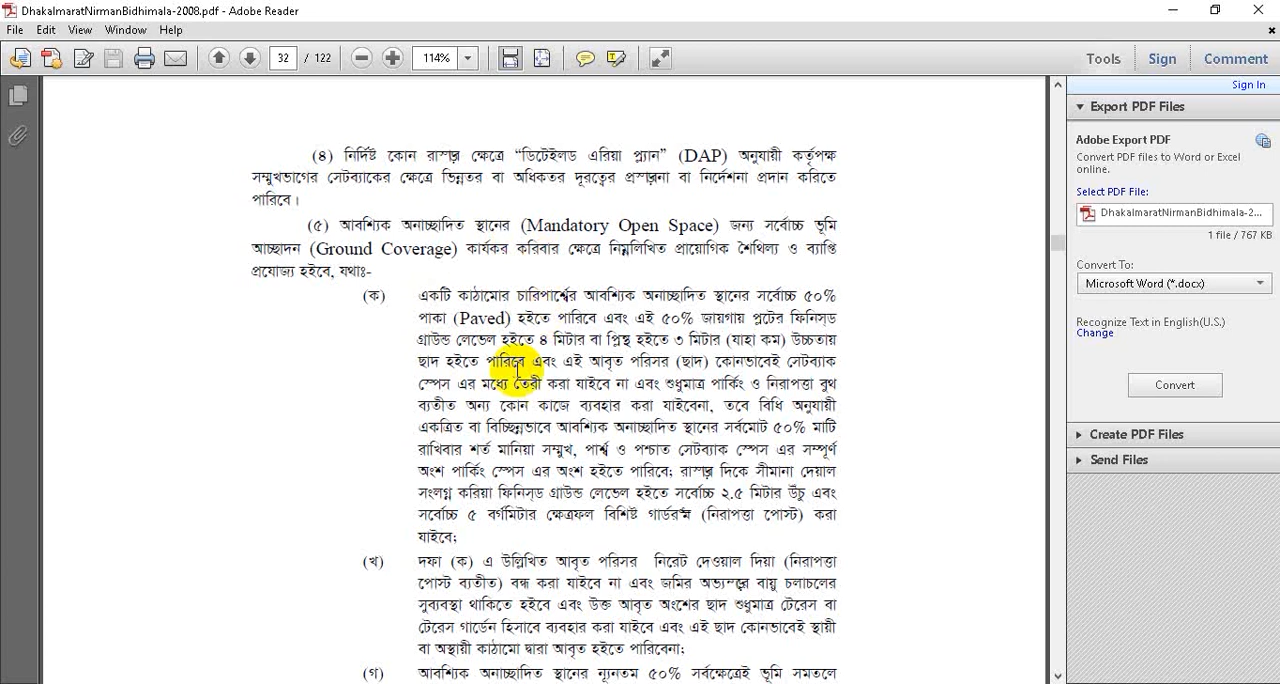 DhakaImaratNirmanBidhimala-2008.pdf - Adobe Reader
File Edit View Window Help
32 / 122 114% Tools Sign Comment
Sign In
Export PDF Files
Adobe Export PDF
Convert PDF files to Word or Excel
online.
Select PDF File:
DhakaImaratNirmanBidhimala-2...
1 file / 767 KB
Convert To:
Microsoft Word (*.docx)
Recognize Text in English(U.S.)
Change
Convert
Create PDF Files
Send Files
(৪) নির্দিষ্ট কোন রাস্তার ক্ষেত্রে “ডিটেইলড এরিয়া প্ল্যান” (DAP) অনুযায়ী কর্তৃপক্ষ
সম্মুখভাগের সেটব্যাকের ক্ষেত্রে ভিন্নতর বা অধিকতর দূরত্বের প্রস্তাবনা বা নির্দেশনা প্রদান করিতে
পারিবে।
(৫) আবশ্যিক অনাচ্ছাদিত স্থানের (Mandatory Open Space) জন্য সর্বোচ্চ ভূমি
আচ্ছাদন (Ground Coverage) কার্যকর করিবার ক্ষেত্রে নিম্নলিখিত প্রায়োগিক শৈথিল্য ও ব্যাপ্তি
প্রযোজ্য হইবে, যথাঃ-
(ক) একটি কাঠামোর চারিপার্শ্বের আবশ্যিক অনাচ্ছাদিত স্থানের সর্বোচ্চ ৫০%
পাকা (Paved) হইতে পারিবে এবং এই ৫০% জায়গায় প্লটের ফিনিস্‌ড
গ্রাউন্ড লেভেল হইতে ৪ মিটার বা প্লিন্থ হইতে ৩ মিটার (যাহা কম) উচ্চতায়
ছাদ হইতে পারিবে এবং এই আবৃত পরিসর (ছাদ) কোনভাবেই সেটব্যাক
স্পেস এর মধ্যে তৈরী করা যাইবে না এবং শুধুমাত্র পার্কিং ও নিরাপত্তা বুথ
ব্যতীত অন্য কোন কাজে ব্যবহার করা যাইবেনা, তবে বিধি অনুযায়ী
একত্রিত বা বিচ্ছিন্নভাবে আবশ্যিক অনাচ্ছাদিত স্থানের সর্বমোট ৫০% মাটি
রাখিবার শর্ত মানিয়া সম্মুখ, পার্শ্ব ও পশ্চাত সেটব্যাক স্পেস এর সম্পূর্ণ
অংশ পার্কিং স্পেস এর অংশ হইতে পারিবে; রাস্তার দিকে সীমানা দেয়াল
সংলগ্ন করিয়া ফিনিস্‌ড গ্রাউন্ড লেভেল হইতে সর্বোচ্চ ২.৫ মিটার উঁচু এবং
সর্বোচ্চ ৫ বর্গমিটার ক্ষেত্রফল বিশিষ্ট গার্ডরুম (নিরাপত্তা পোস্ট) করা
যাইবে;
(খ) দফা (ক) এ উল্লিখিত আবৃত পরিসর নিরেট দেওয়াল দিয়া (নিরাপত্তা
পোস্ট ব্যতীত) বন্ধ করা যাইবে না এবং জমির অভ্যন্তরে বায়ু চলাচলের
সুব্যবস্থা থাকিতে হইবে এবং উক্ত আবৃত অংশের ছাদ শুধুমাত্র টেরেস বা
টেরেস গার্ডেন হিসাবে ব্যবহার করা যাইবে এবং এই ছাদ কোনভাবেই স্থায়ী
বা অস্থায়ী কাঠামো দ্বারা আবৃত হইতে পারিবেনা;
(গ) আবশ্যিক অনাচ্ছাদিত স্থানের ন্যূনতম ৫০% সর্বক্ষেত্রেই ভূমি সমতলে